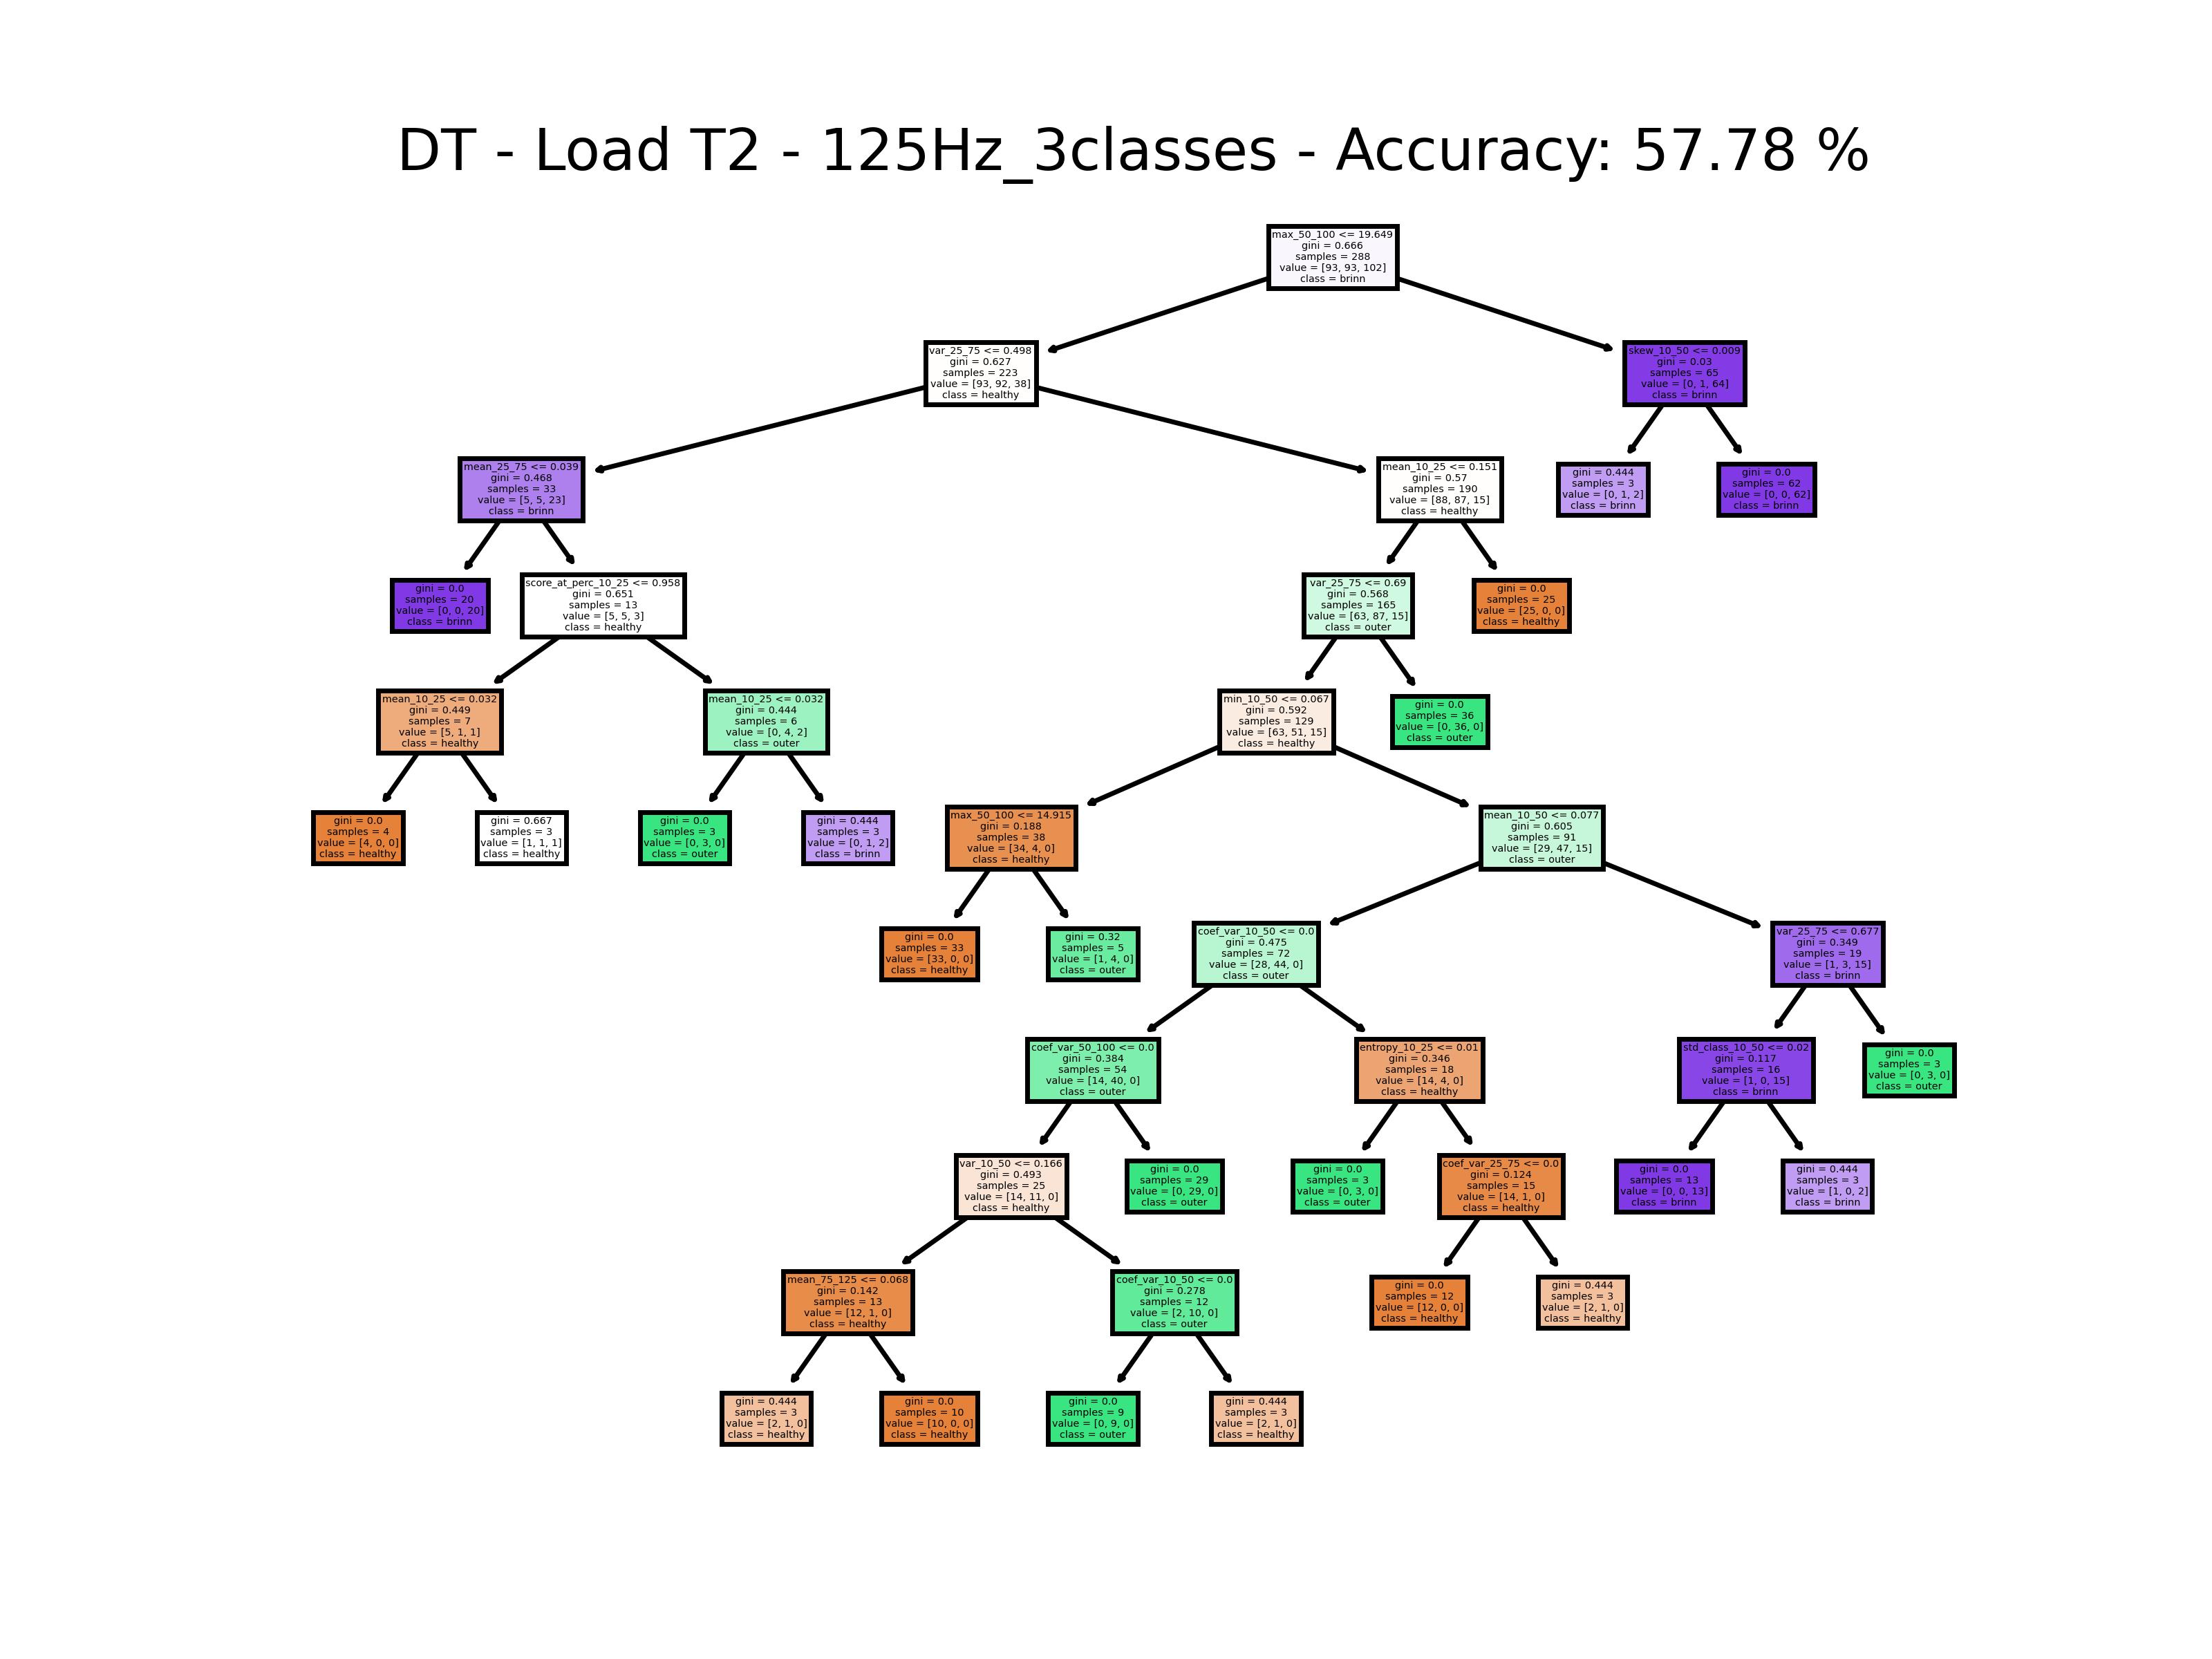 DT - Load T2 - 125Hz_3classes - Accuracy: 57.78 %
max_50_100 <= 19.649
gini = 0.666
samples = 288
value = [93, 93, 102]
class = brinn
var_25_75 <= 0.498
gini = 0.627
samples = 223
value = [93, 92, 38]
class = healthy
skew_10_50 <= 0.009
gini = 0.03
samples = 65
value = [0, 1, 64]
class = brinn
mean_25_75 <= 0.039
gini = 0.468
samples = 33
value = [5, 5, 23]
class = brinn
mean_10_25 <= 0.151
gini = 0.57
samples = 190
value = [88, 87, 15]
class = healthy
gini = 0.444
samples = 3
value = [0, 1, 2]
class = brinn
gini = 0.0
samples = 62
value = [0, 0, 62]
class = brinn
gini = 0.0
samples = 20
value = [0, 0, 20]
class = brinn
score_at_perc_10_25 <= 0.958
gini = 0.651
samples = 13
value = [5, 5, 3]
class = healthy
var_25_75 <= 0.69
gini = 0.568
samples = 165
value = [63, 87, 15]
class = outer
gini = 0.0
samples = 25
value = [25, 0, 0]
class = healthy
mean_10_25 <= 0.032
gini = 0.449
samples = 7
value = [5, 1, 1]
class = healthy
mean_10_25 <= 0.032
gini = 0.444
samples = 6
value = [0, 4, 2]
class = outer
min_10_50 <= 0.067
gini = 0.592
samples = 129
value = [63, 51, 15]
class = healthy
gini = 0.0
samples = 36
value = [0, 36, 0]
class = outer
gini = 0.0
samples = 4
value = [4, 0, 0]
class = healthy
gini = 0.667
samples = 3
value = [1, 1, 1]
class = healthy
gini = 0.0
samples = 3
value = [0, 3, 0]
class = outer
gini = 0.444
samples = 3
value = [0, 1, 2]
class = brinn
max_50_100 <= 14.915
gini = 0.188
samples = 38
value = [34, 4, 0]
class = healthy
mean_10_50 <= 0.077
gini = 0.605
samples = 91
value = [29, 47, 15]
class = outer
gini = 0.0
samples = 33
value = [33, 0, 0]
class = healthy
gini = 0.32
samples = 5
value = [1, 4, 0]
class = outer
coef_var_10_50 <= 0.0
gini = 0.475
samples = 72
value = [28, 44, 0]
class = outer
var_25_75 <= 0.677
gini = 0.349
samples = 19
value = [1, 3, 15]
class = brinn
coef_var_50_100 <= 0.0
gini = 0.384
samples = 54
value = [14, 40, 0]
class = outer
entropy_10_25 <= 0.01
gini = 0.346
samples = 18
value = [14, 4, 0]
class = healthy
std_class_10_50 <= 0.02
gini = 0.117
samples = 16
value = [1, 0, 15]
class = brinn
gini = 0.0
samples = 3
value = [0, 3, 0]
class = outer
var_10_50 <= 0.166
gini = 0.493
samples = 25
value = [14, 11, 0]
class = healthy
gini = 0.0
samples = 29
value = [0, 29, 0]
class = outer
gini = 0.0
samples = 3
value = [0, 3, 0]
class = outer
coef_var_25_75 <= 0.0
gini = 0.124
samples = 15
value = [14, 1, 0]
class = healthy
gini = 0.0
samples = 13
value = [0, 0, 13]
class = brinn
gini = 0.444
samples = 3
value = [1, 0, 2]
class = brinn
mean_75_125 <= 0.068
gini = 0.142
samples = 13
value = [12, 1, 0]
class = healthy
coef_var_10_50 <= 0.0
gini = 0.278
samples = 12
value = [2, 10, 0]
class = outer
gini = 0.0
samples = 12
value = [12, 0, 0]
class = healthy
gini = 0.444
samples = 3
value = [2, 1, 0]
class = healthy
gini = 0.444
samples = 3
value = [2, 1, 0]
class = healthy
gini = 0.0
samples = 10
value = [10, 0, 0]
class = healthy
gini = 0.0
samples = 9
value = [0, 9, 0]
class = outer
gini = 0.444
samples = 3
value = [2, 1, 0]
class = healthy